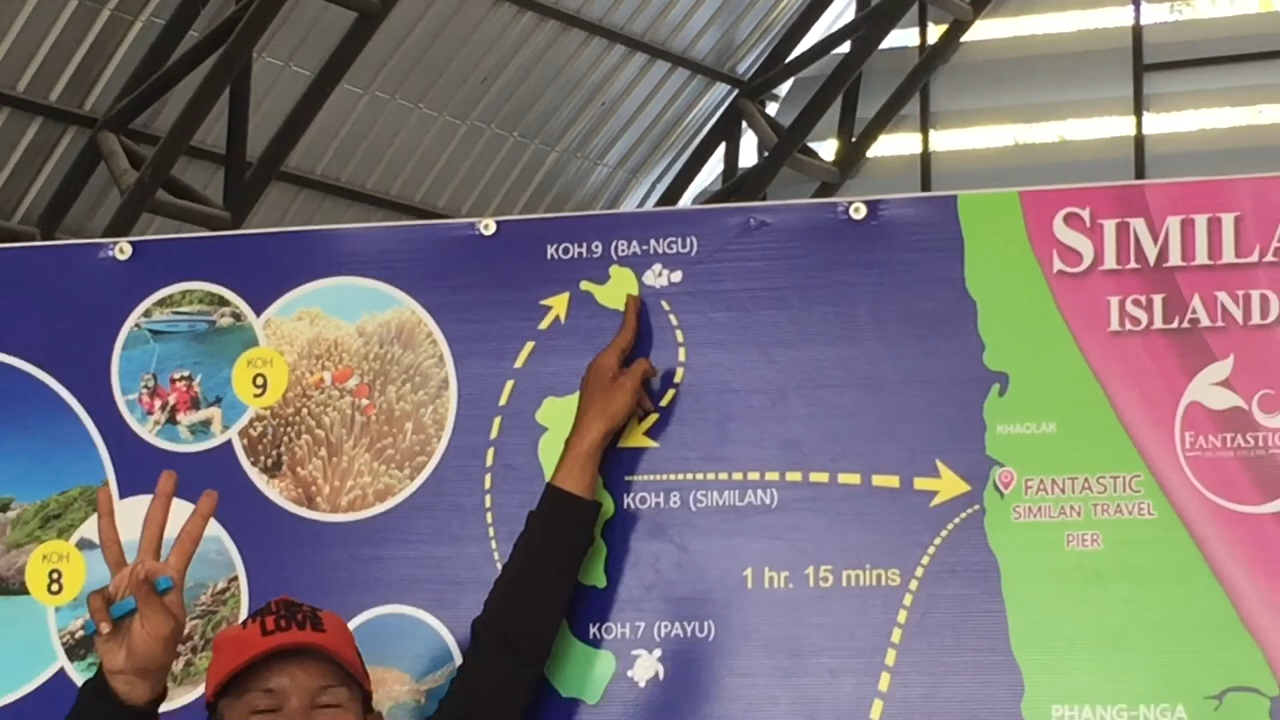 KOH.9 (BA-NGU)
SIMILA
ISLAND
KOH
9
FANTASTIC
KHAOLAK
KOH.8 (SIMILAN)
FANTASTIC
SIMILAN TRAVEL
PIER
KOH
8
1 hr. 15 mins
LOVE
KOH.7 (PAYU)
PHANG-NGA